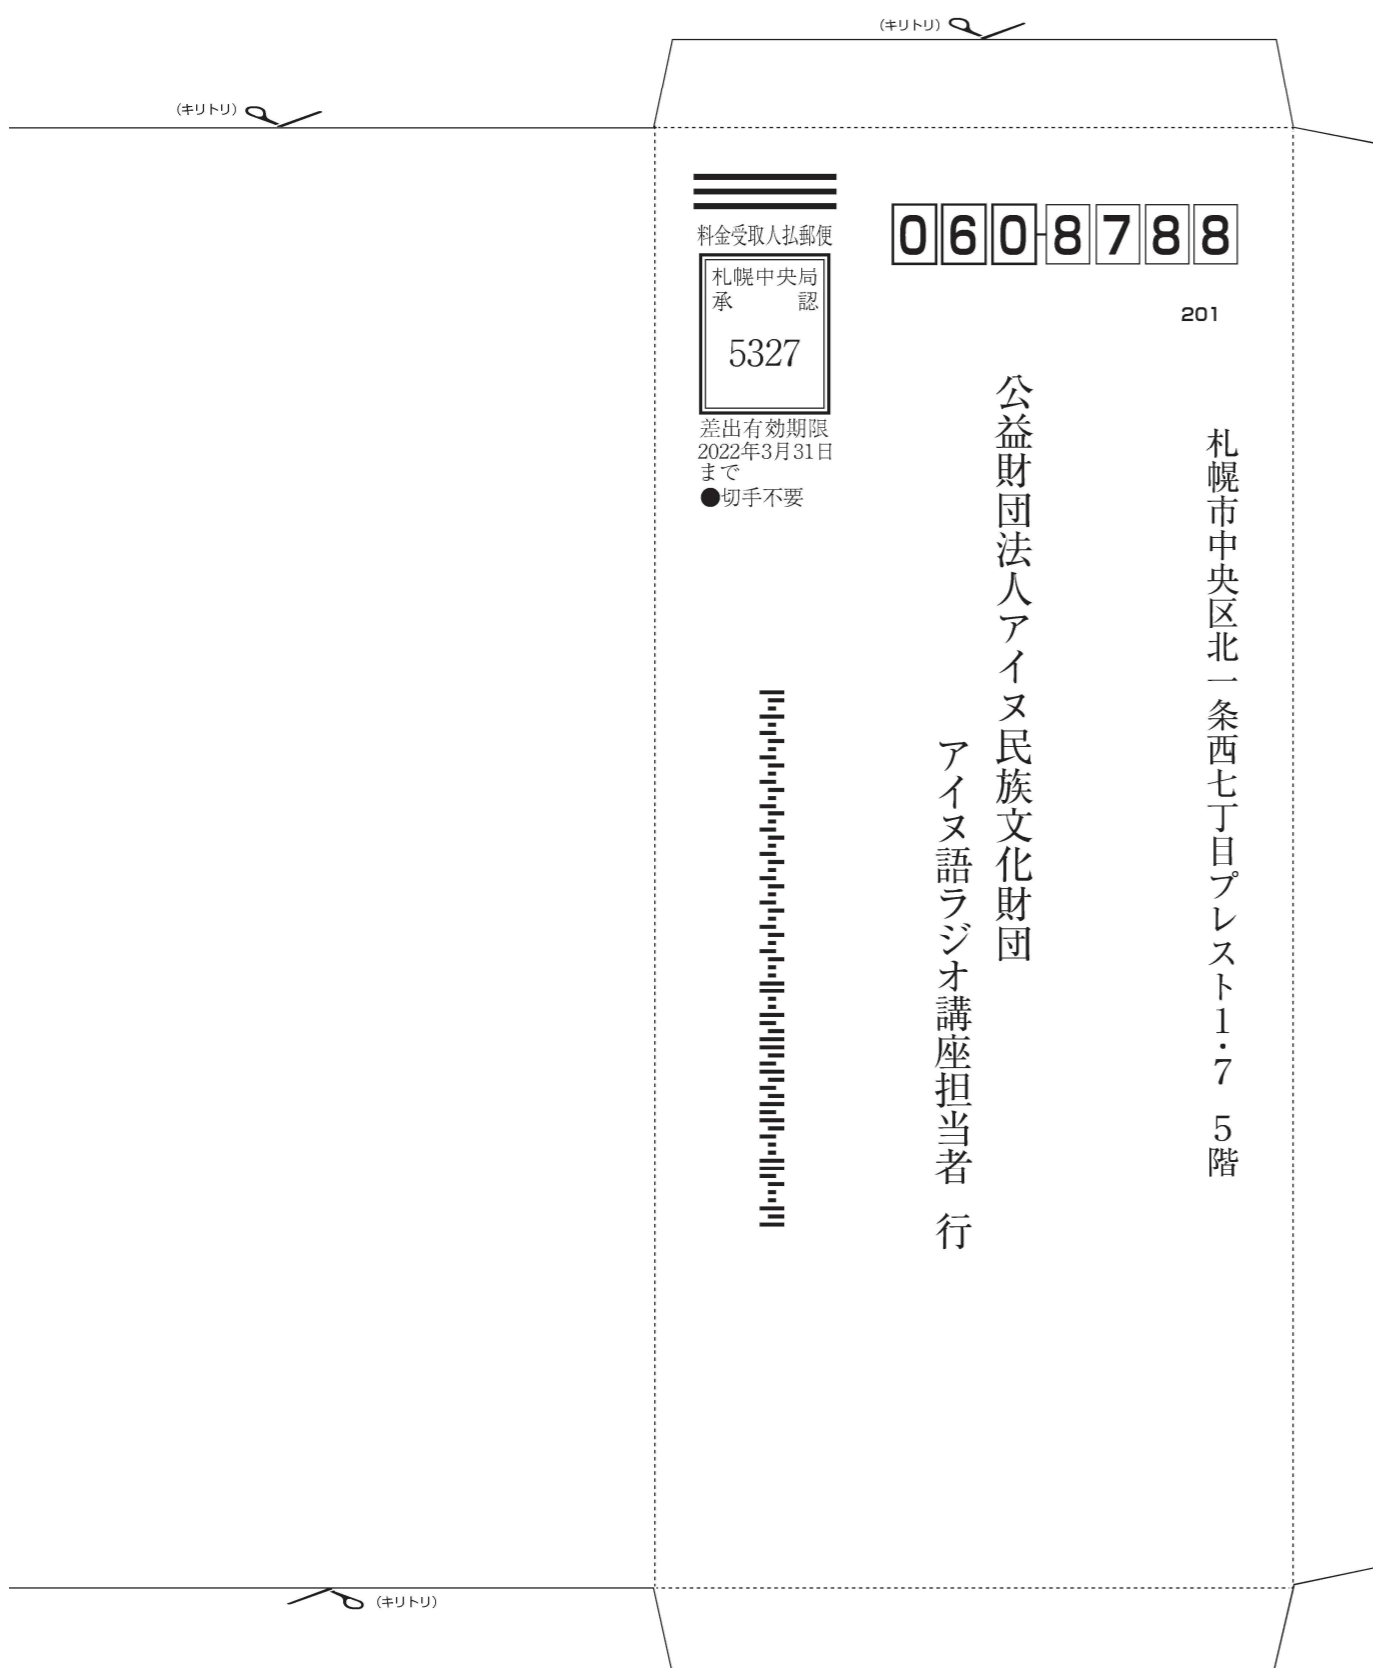 (キリトリ)
(キリトリ)
料金受取人払郵便
札幌中央局
承 認
5327
差出有効期限
2022年3月31日
まで
●切手不要
060-8788
201
札幌市中央区北一条西七丁目プレスト1・7 5階
公益財団法人アイヌ民族文化財団
アイヌ語ラジオ講座担当者 行
(キリトリ)